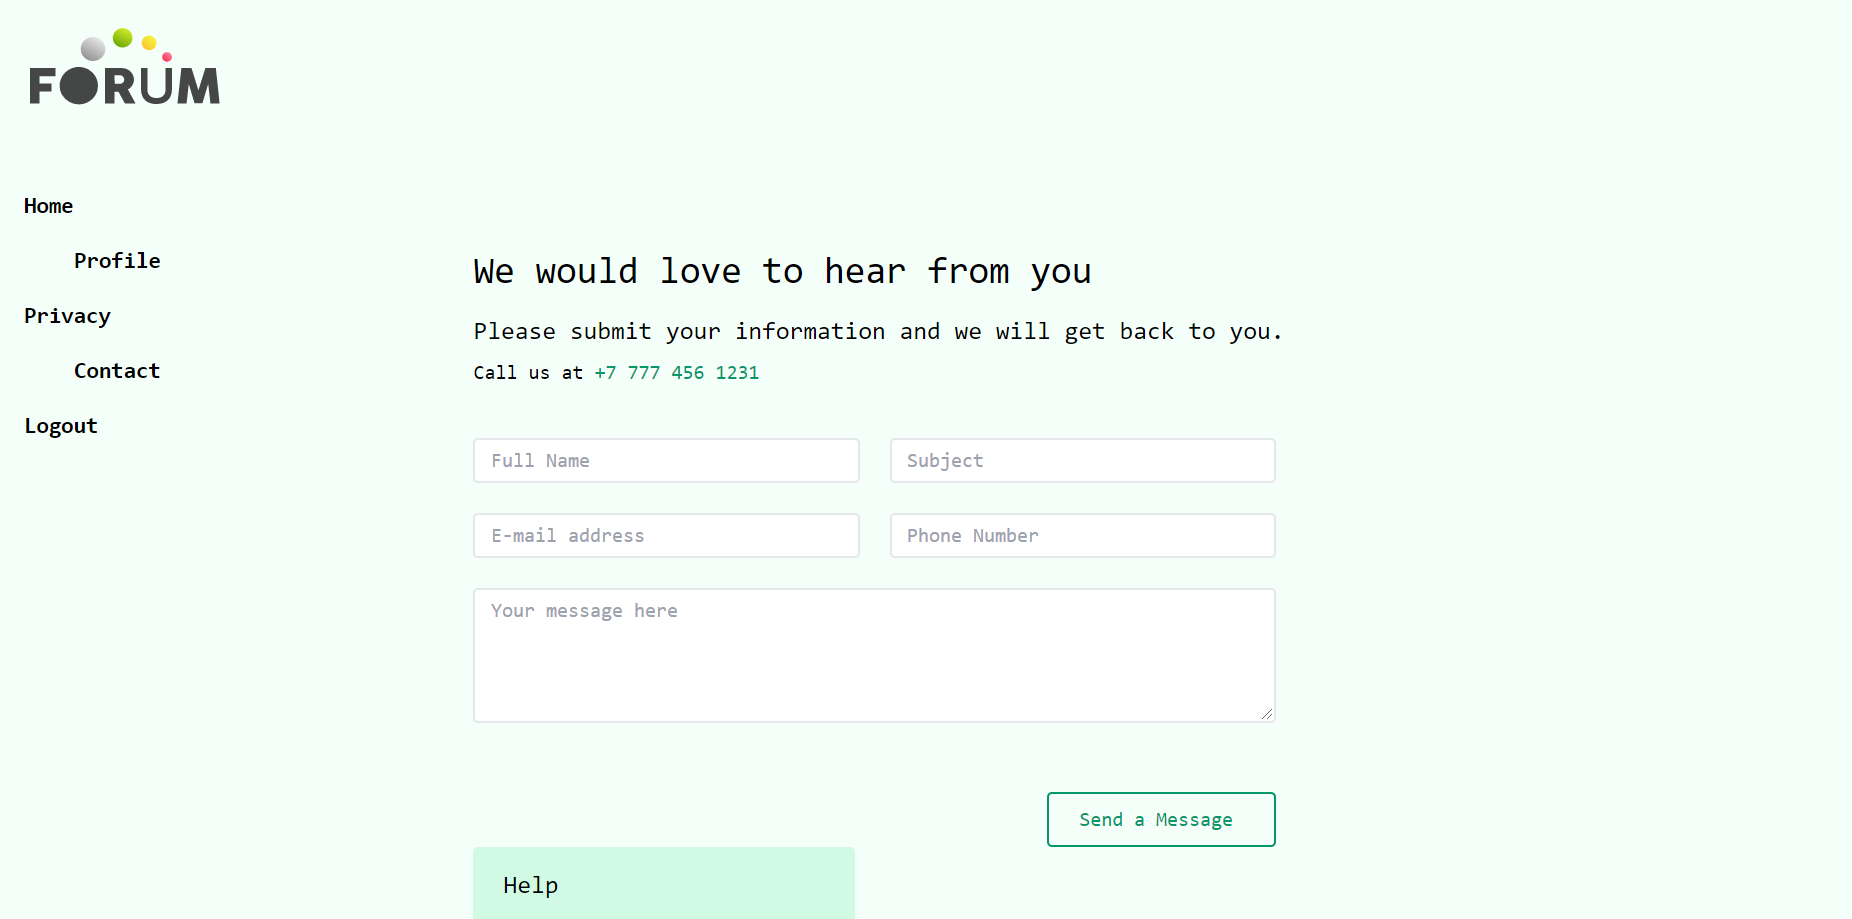 FORUM
Home
Profile
Privacy
Contact
Logout
We would love to hear from you
Please submit your information and we will get back to you.
Call us at +7 777 456 1231
Full Name
Subject
E-mail address
Phone Number
Your message here
Send a Message
Help